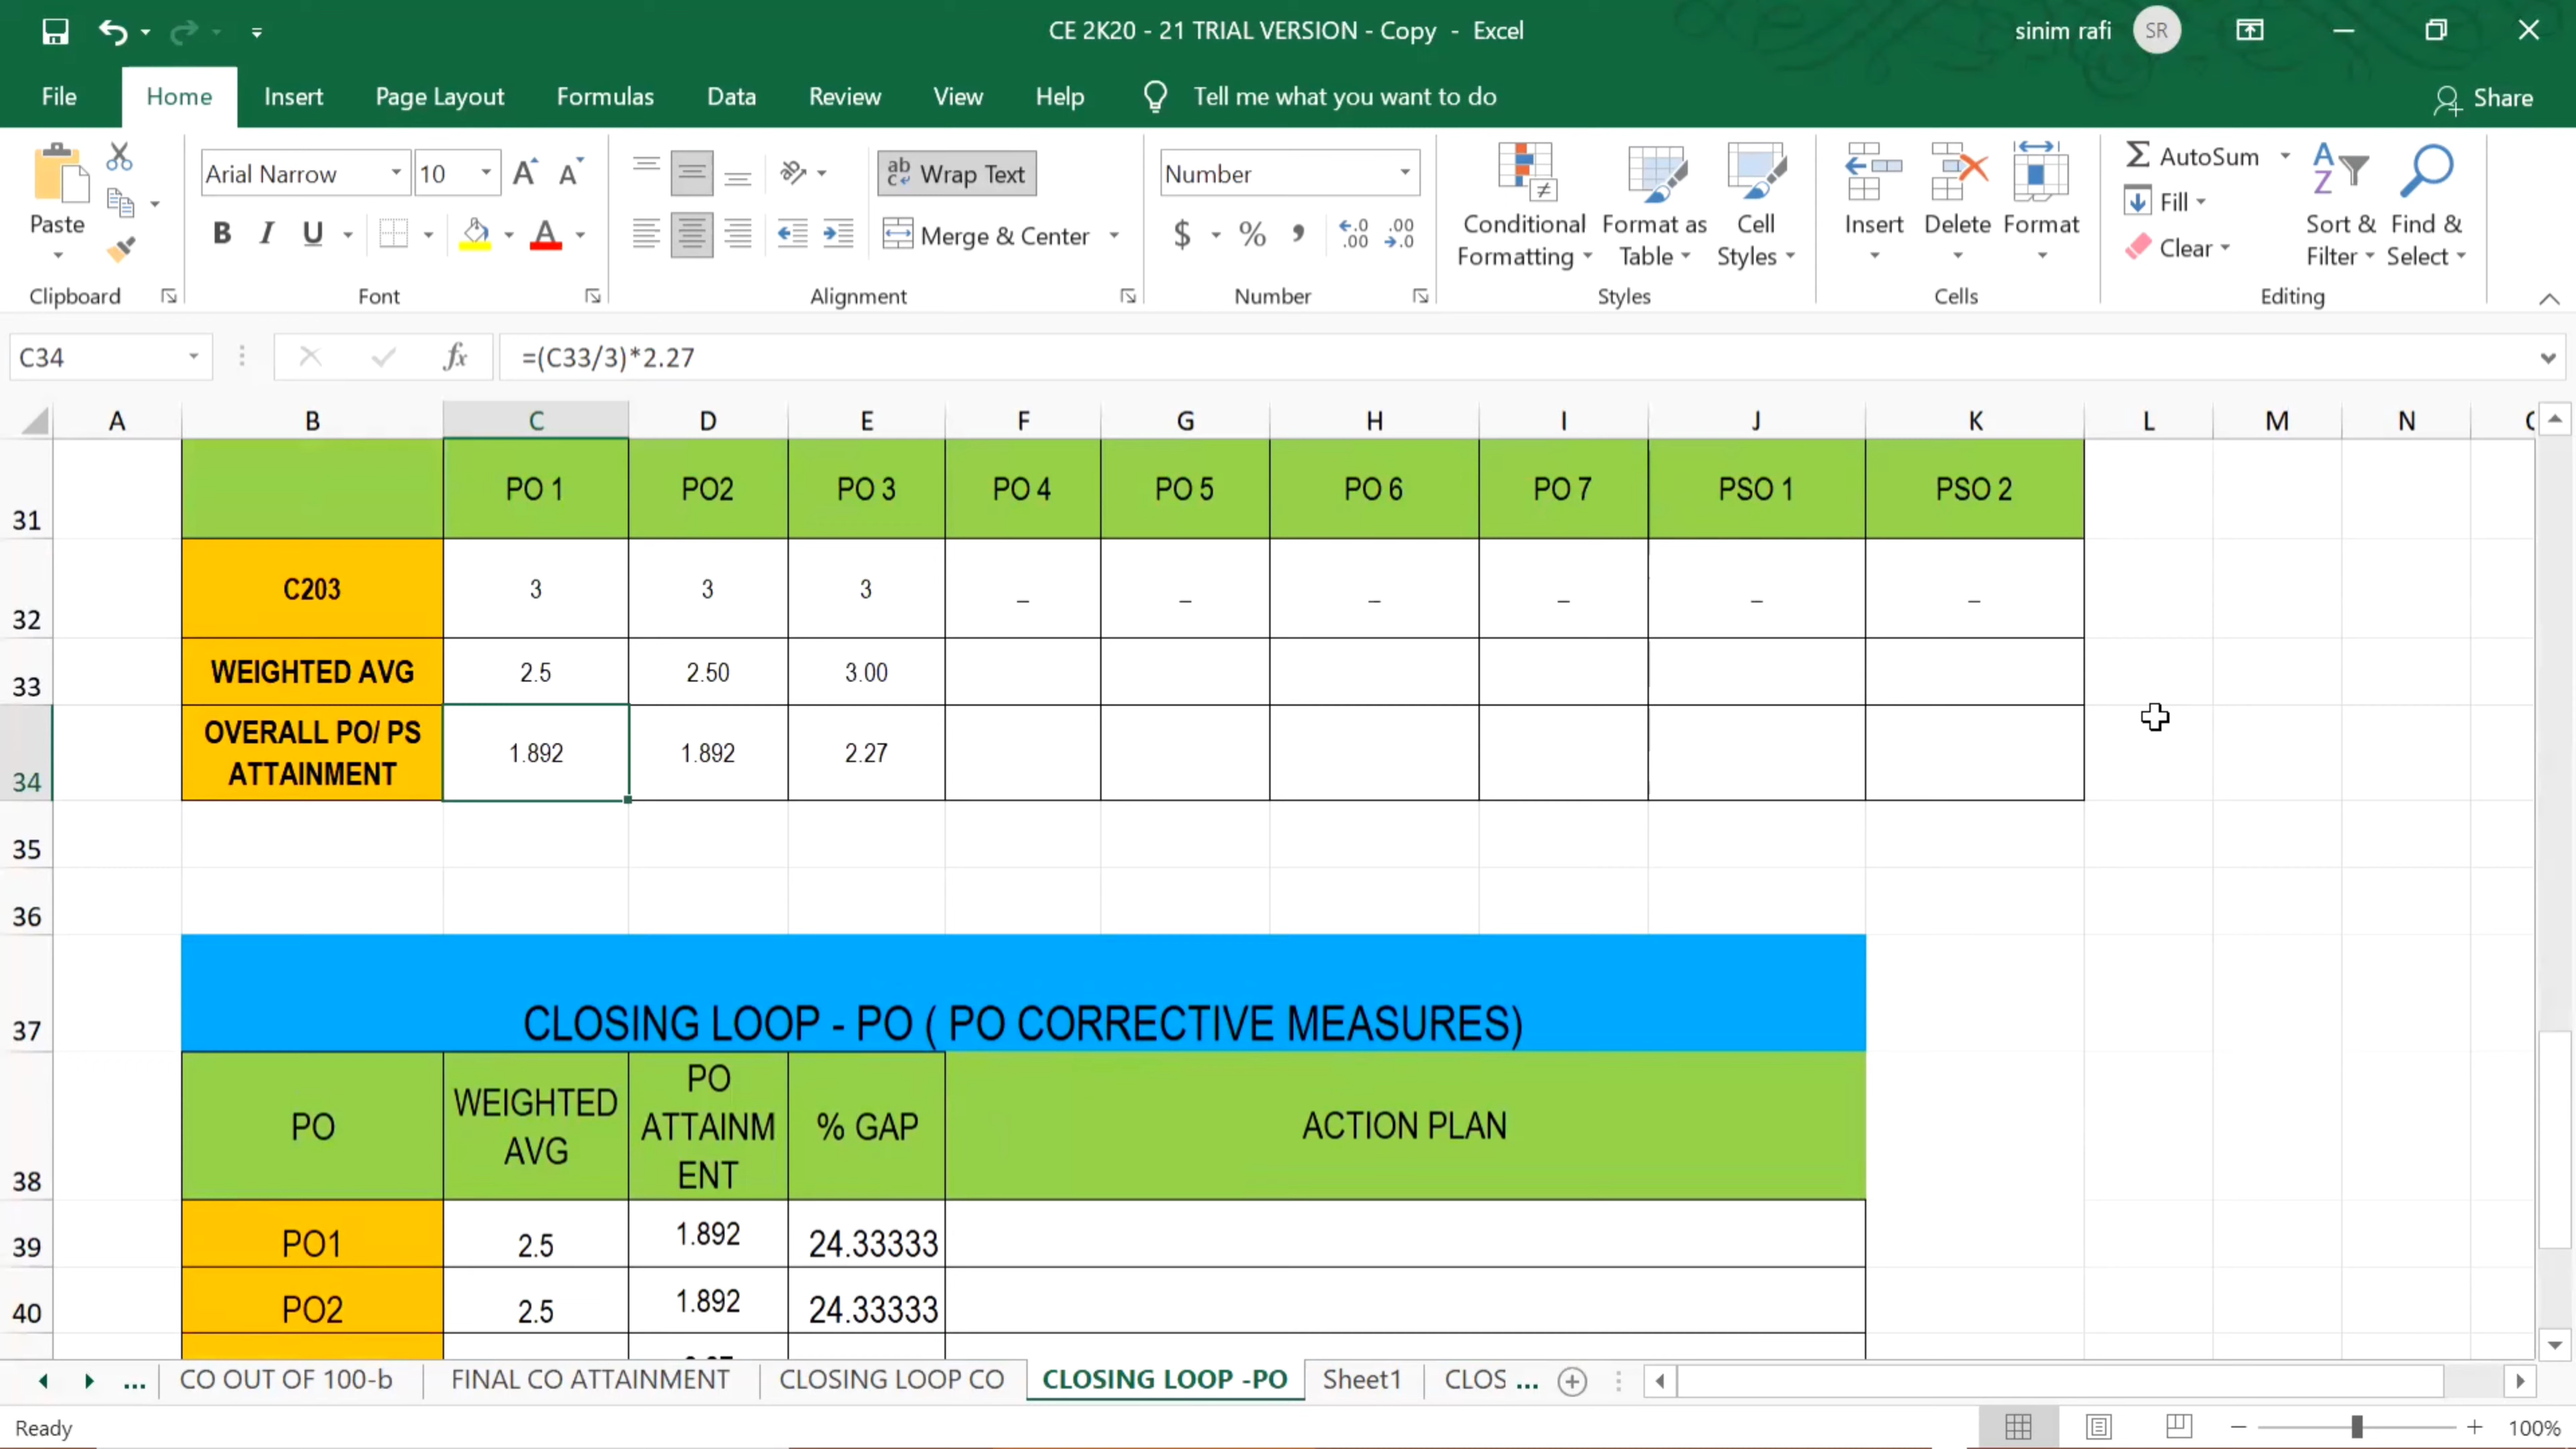 CE 2K20 - 21 TRIAL VERSION - Copy - Excel
sinim rafi SR
File Home Insert Page Layout Formulas Data Review View Help Tell me what you want to do Share
Paste
Clipboard
Arial Narrow 10
B I U
Font
Wrap Text
Merge & Center
Alignment
Number
$ % ,
Number
Conditional Formatting
Format as Table
Cell Styles
Styles
Insert Delete Format
Cells
AutoSum
Fill
Clear
Sort & Filter
Find & Select
Editing
C34 fx =(C33/3)*2.27
A B C D E F G H I J K L M N
31 PO 1 PO2 PO 3 PO 4 PO 5 PO 6 PO 7 PSO 1 PSO 2
32 C203 3 3 3 _ _ _ _ _ _
33 WEIGHTED AVG 2.5 2.50 3.00
34 OVERALL PO/ PS ATTAINMENT 1.892 1.892 2.27
35
36
37 CLOSING LOOP - PO ( PO CORRECTIVE MEASURES)
38 PO WEIGHTED AVG PO ATTAINM ENT % GAP ACTION PLAN
39 PO1 2.5 1.892 24.33333
40 PO2 2.5 1.892 24.33333
... CO OUT OF 100-b FINAL CO ATTAINMENT CLOSING LOOP CO CLOSING LOOP -PO Sheet1 CLOS ...
Ready 100%